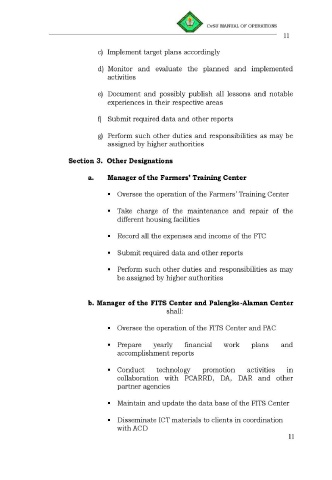 CvSU MANUAL OF OPERATIONS
11
c) Implement target plans accordingly
d) Monitor and evaluate the planned and implemented
activities
e) Document and possibly publish all lessons and notable
experiences in their respective areas
f) Submit required data and other reports
g) Perform such other duties and responsibilities as may be
assigned by higher authorities
Section 3. Other Designations
a. Manager of the Farmers' Training Center
▪ Oversee the operation of the Farmers' Training Center
▪ Take charge of the maintenance and repair of the
different housing facilities
▪ Record all the expenses and income of the FTC
▪ Submit required data and other reports
▪ Perform such other duties and responsibilities as may
be assigned by higher authorities
b. Manager of the FITS Center and Palengke-Alaman Center
shall:
▪ Oversee the operation of the FITS Center and PAC
▪ Prepare yearly financial work plans and
accomplishment reports
▪ Conduct technology promotion activities in
collaboration with PCARRD, DA, DAR and other
partner agencies
▪ Maintain and update the data base of the FITS Center
▪ Disseminate ICT materials to clients in coordination
with ACD
11